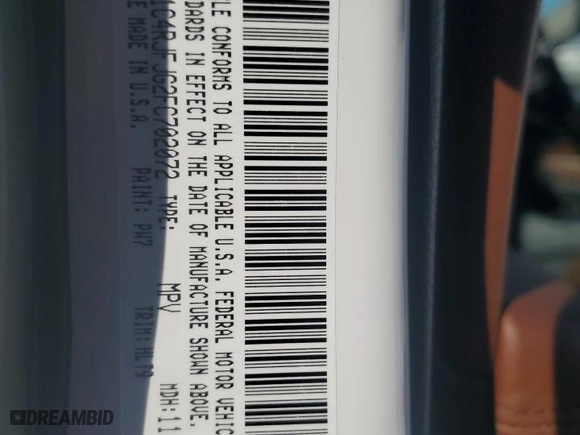 LE CONFORMS TO ALL APPLICABLE U.S.A. FEDERAL MOTOR VEHIC
DARDS IN EFFECT ON THE DATE OF MANUFACTURE SHOWN ABOVE.
1C4RJFJG2FC702072 TYPE: MPV MDH:11
E MADE IN U.S.A. PAINT: PW7 TRIM:HLT9
DREAMBID